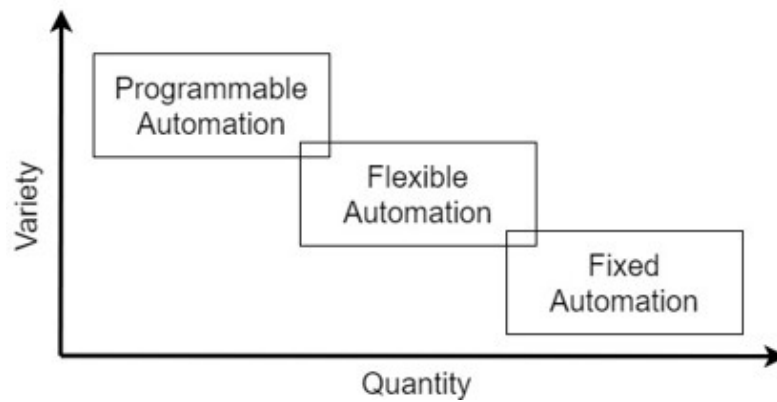 Programmable
Automation
Flexible
Automation
Fixed
Automation
Variety
Quantity